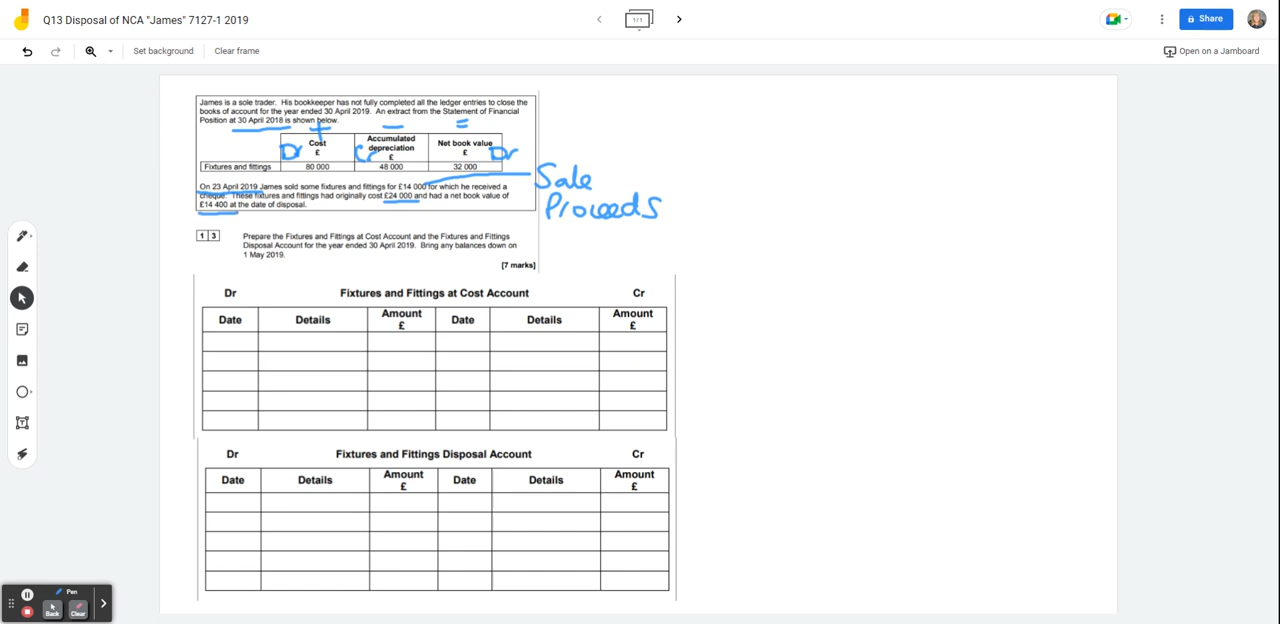 Q13 Disposal of NCA "James" 7127-1 2019
1/1
Share
Set background
Clear frame
Open on a Jamboard
James is a sole trader. His bookkeeper has not fully completed all the ledger entries to close the
books of account for the year ended 30 April 2019. An extract from the Statement of Financial
Position at 30 April 2018 is shown below.
+ − =
Cost
£
Accumulated
depreciation
£
Net book value
£
Dr Cr Dr
Fixtures and fittings 80 000 48 000 32 000
On 23 April 2019 James sold some fixtures and fittings for £14 000 for which he received a
cheque. These fixtures and fittings had originally cost £24 000 and had a net book value of
£14 400 at the date of disposal.
Sale
Proceeds
1 3
Prepare the Fixtures and Fittings at Cost Account and the Fixtures and Fittings
Disposal Account for the year ended 30 April 2019. Bring any balances down on
1 May 2019.
[7 marks]
Dr Fixtures and Fittings at Cost Account Cr
Date Details Amount £ Date Details Amount £
Dr Fixtures and Fittings Disposal Account Cr
Date Details Amount £ Date Details Amount £
Pen
Back
Clear